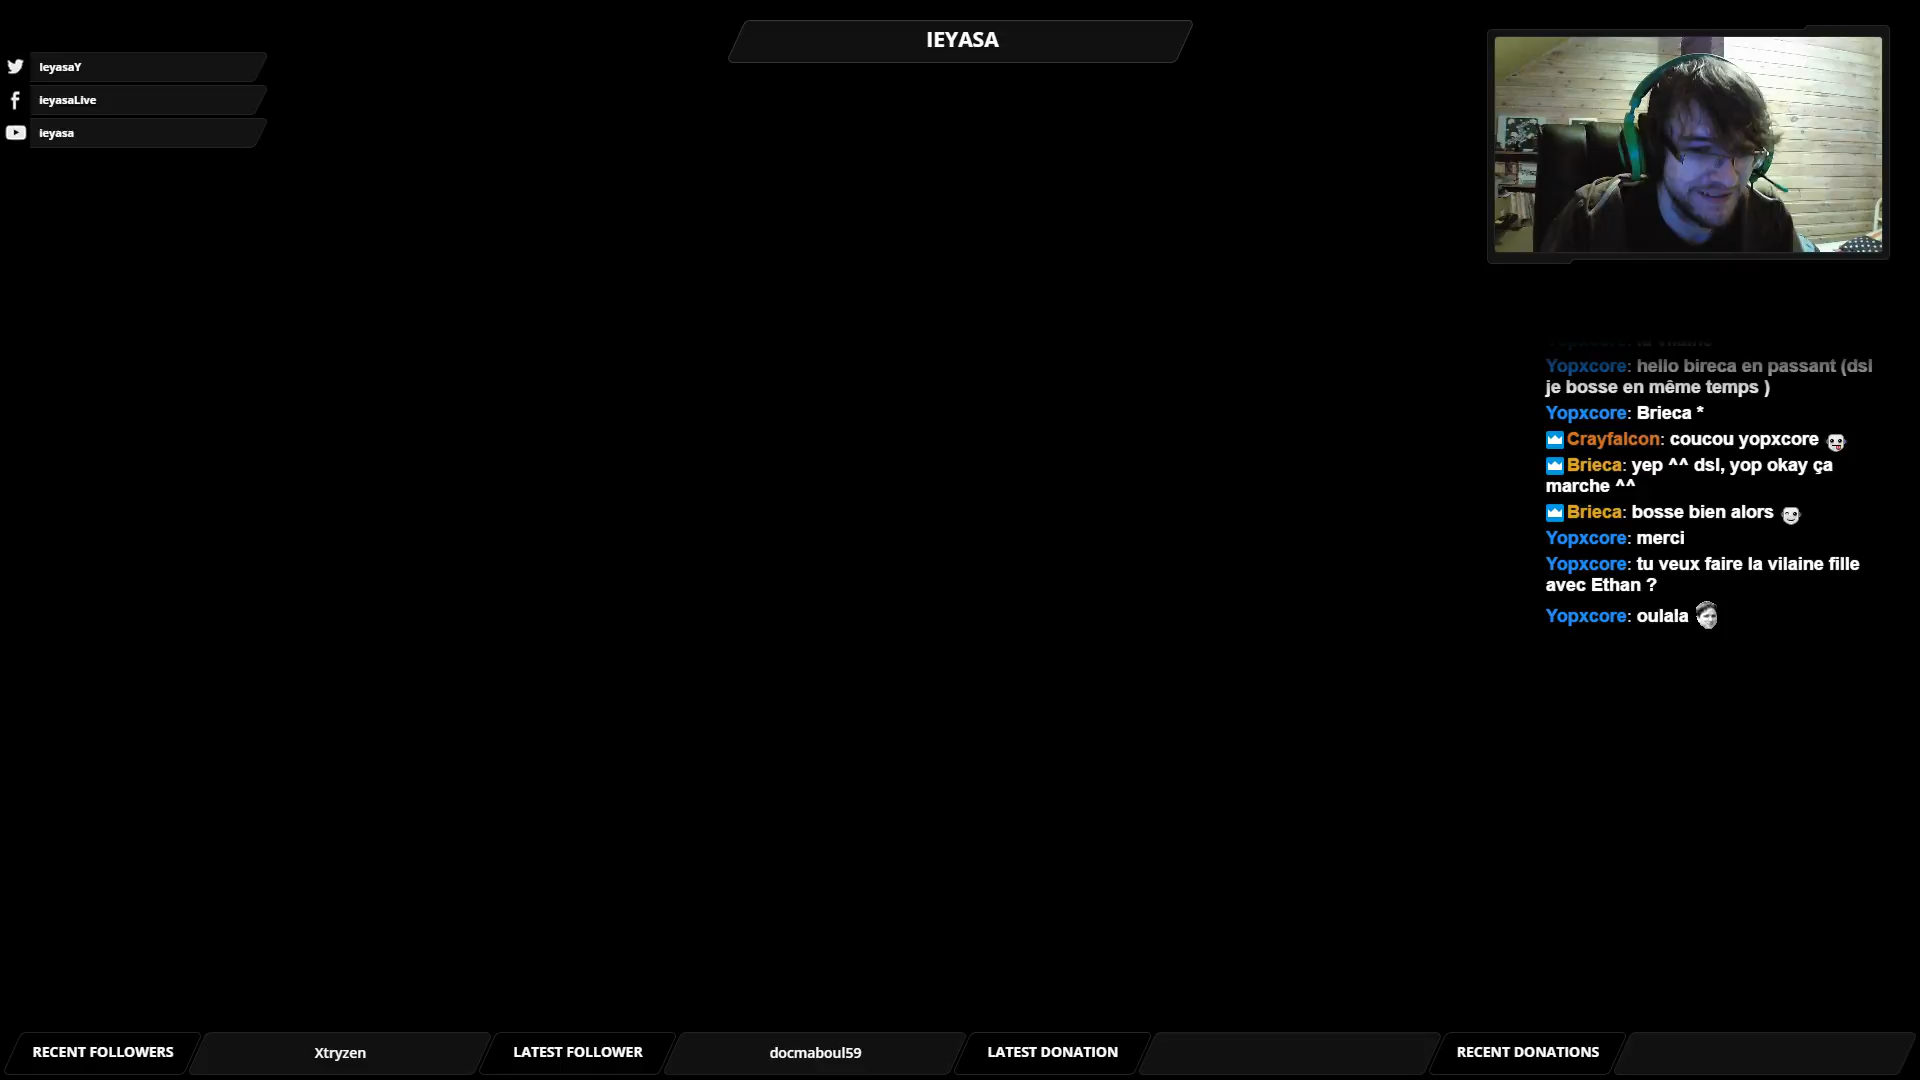 IEYASA
IeyasaY
ieyasaLive
ieyasa
Yopxcore: hello bireca en passant (dsl
je bosse en même temps )
Yopxcore: Brieca *
Crayfalcon: coucou yopxcore
Brieca: yep ^^ dsl, yop okay ça
marche ^^
Brieca: bosse bien alors
Yopxcore: merci
Yopxcore: tu veux faire la vilaine fille
avec Ethan ?
Yopxcore: oulala
RECENT FOLLOWERS
Xtryzen
LATEST FOLLOWER
docmaboul59
LATEST DONATION
RECENT DONATIONS